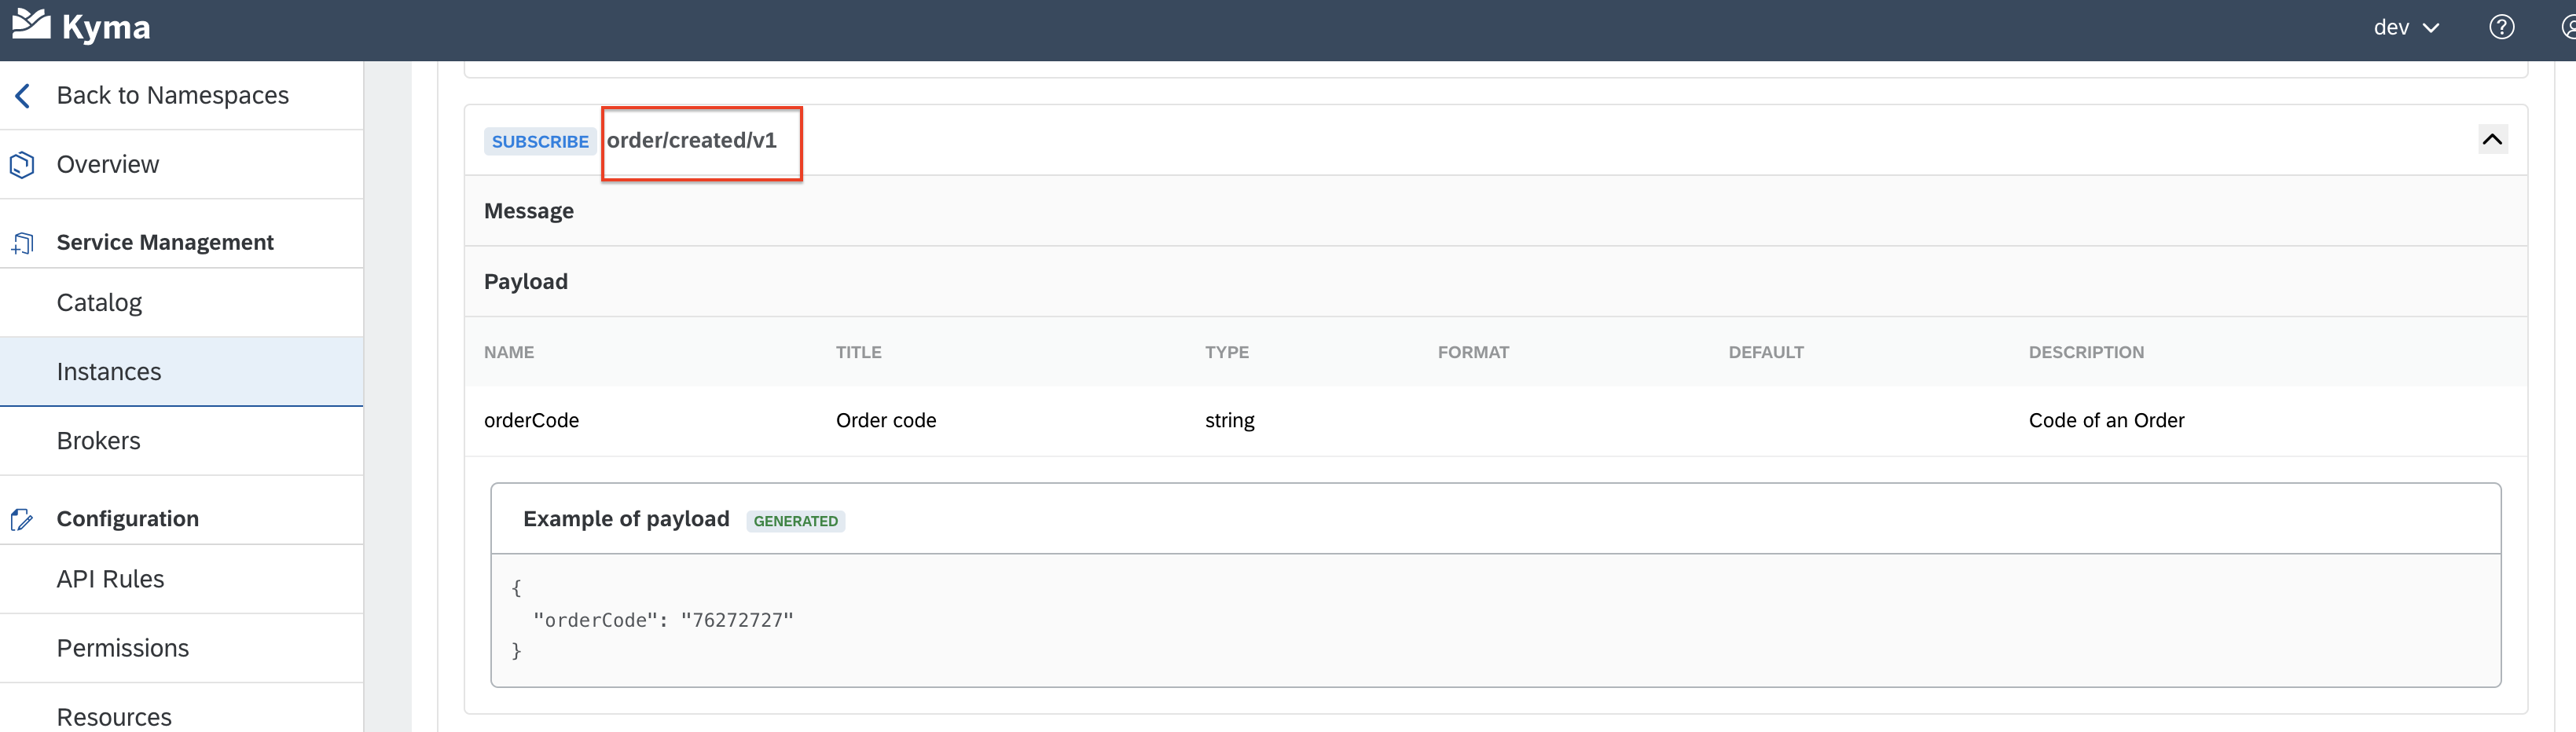 Kyma
dev
Back to Namespaces
Overview
Service Management
Catalog
Instances
Brokers
Configuration
API Rules
Permissions
Resources
SUBSCRIBE order/created/v1
Message
Payload
NAME TITLE TYPE FORMAT DEFAULT DESCRIPTION
orderCode Order code string Code of an Order
Example of payload GENERATED
{
"orderCode": "76272727"
}